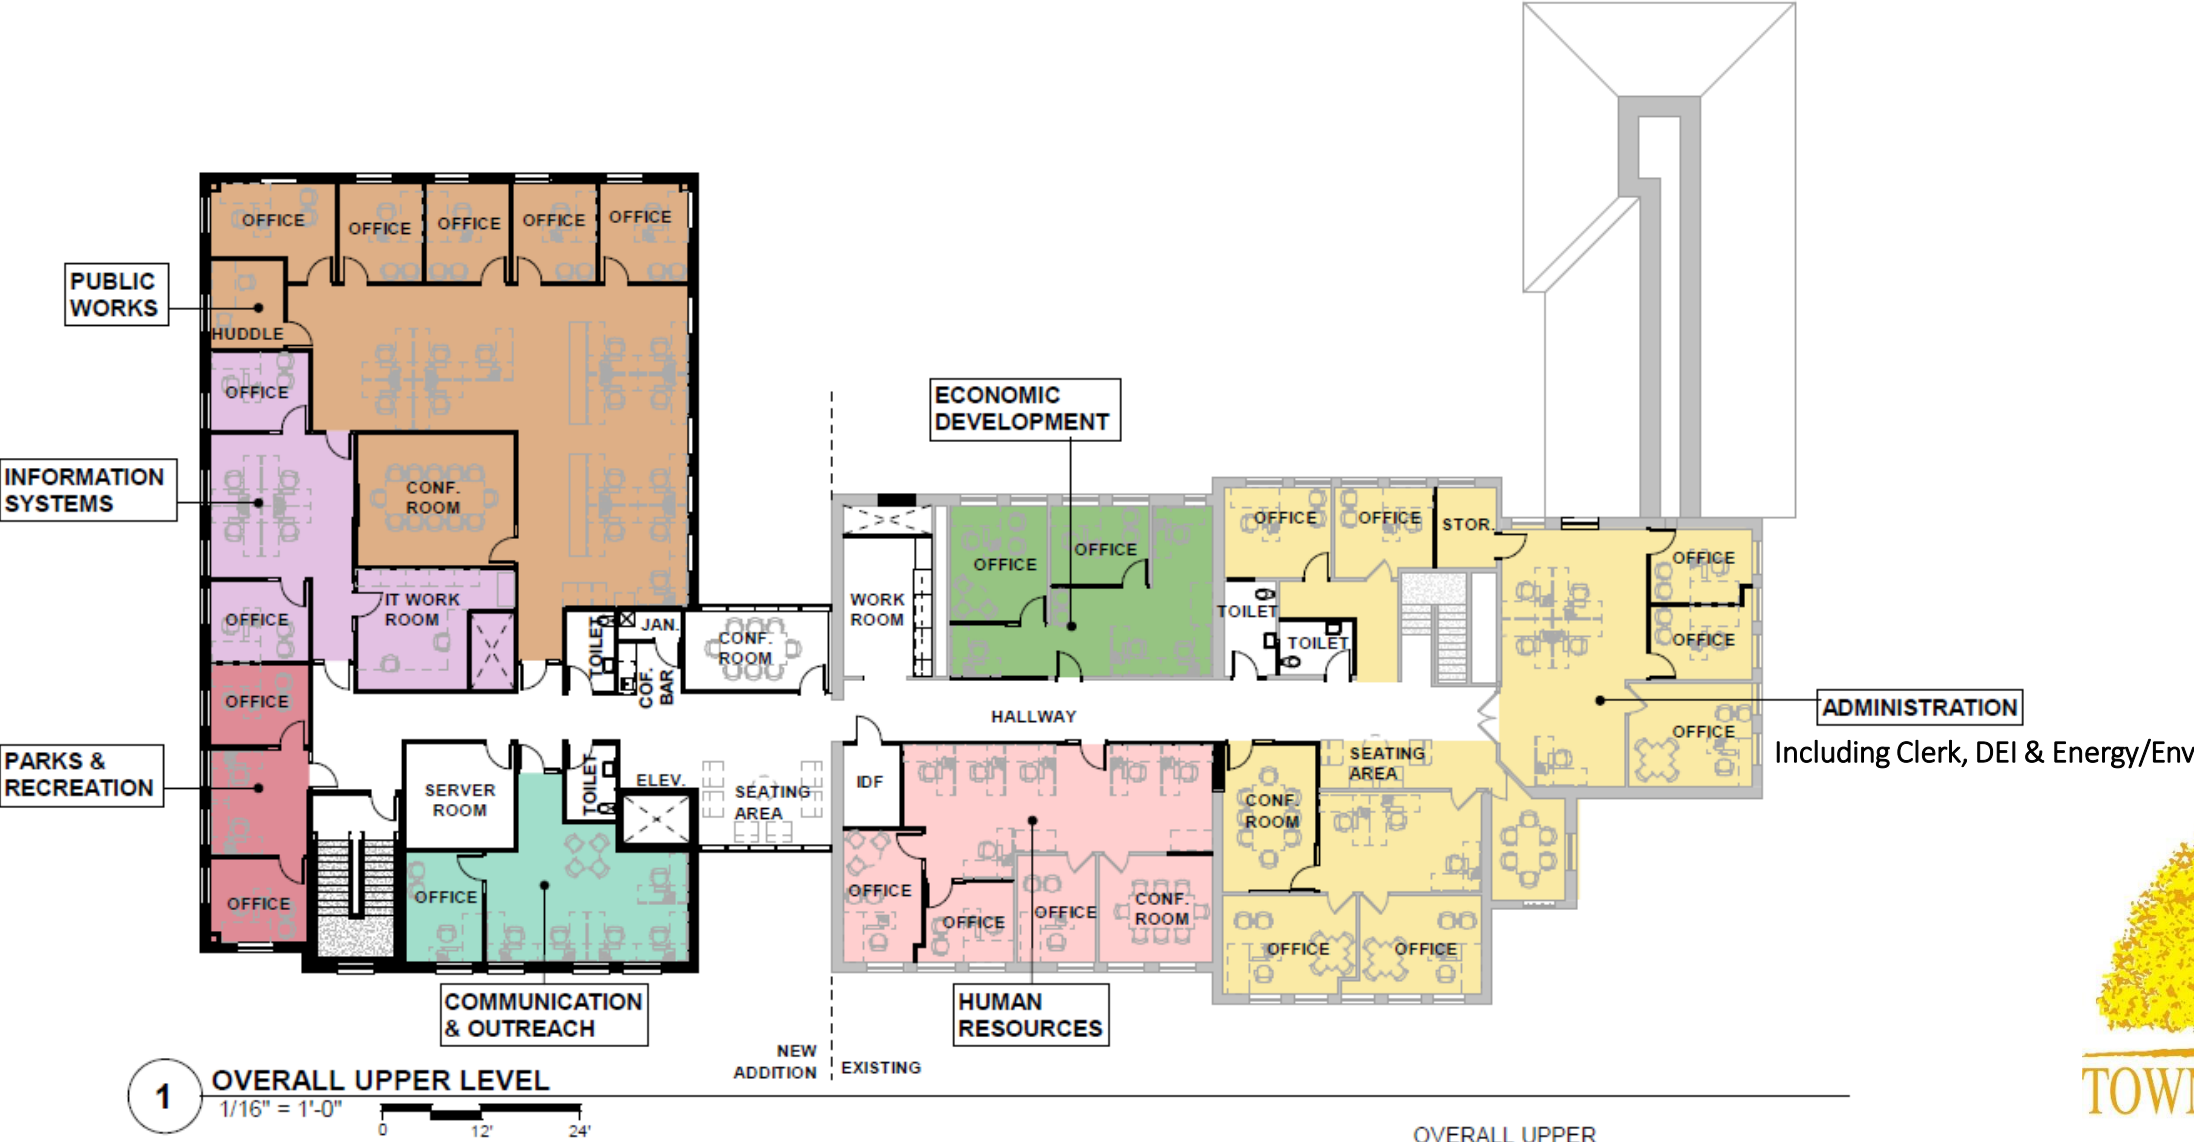 OFFICE
OFFICE
OFFICE
OFFICE
OFFICE
PUBLIC
WORKS
HUDDLE
OFFICE
ECONOMIC
DEVELOPMENT
INFORMATION
SYSTEMS
CONF.
ROOM
OFFICE
OFFICE
OFFICE
OFFICE
STOR.
OFFICE
OFFICE
IT WORK
ROOM
TOILET
JAN.
CONF.
ROOM
WORK
ROOM
TOILET
TOILET
OFFICE
OFFICE
COF.
BAR
HALLWAY
OFFICE
ADMINISTRATION
Including Clerk, DEI & Energy/Env
PARKS &
RECREATION
SERVER
ROOM
TOILET
ELEV.
SEATING
AREA
IDF
SEATING
AREA
CONF.
ROOM
OFFICE
OFFICE
OFFICE
OFFICE
OFFICE
CONF.
ROOM
OFFICE
OFFICE
COMMUNICATION
& OUTREACH
HUMAN
RESOURCES
NEW
ADDITION
EXISTING
1
OVERALL UPPER LEVEL
1/16" = 1'-0"
0 12' 24'
TOWN
OVERALL UPPER